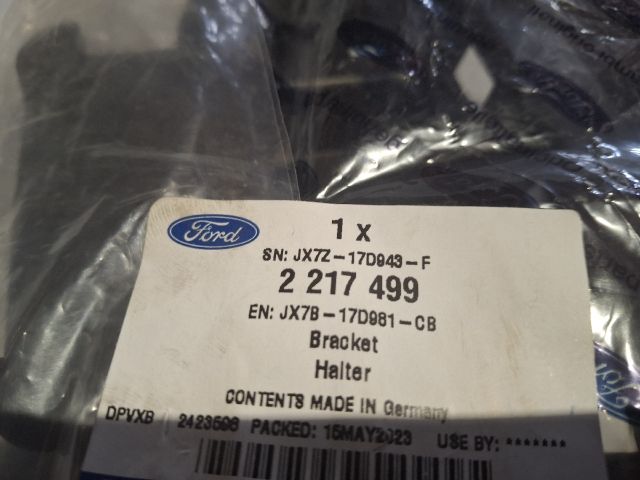 Ford
1 x
SN: JX7Z-17D943-F
2 217 499
EN: JX7B-17D981-CB
Bracket
Halter
CONTENTS MADE IN Germany
DPVXB 2423596 PACKED: 15MAY2023 USE BY: *******